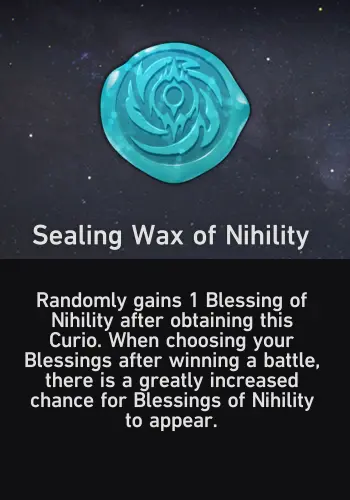 Sealing Wax of Nihility
Randomly gains 1 Blessing of
Nihility after obtaining this
Curio. When choosing your
Blessings after winning a battle,
there is a greatly increased
chance for Blessings of Nihility
to appear.